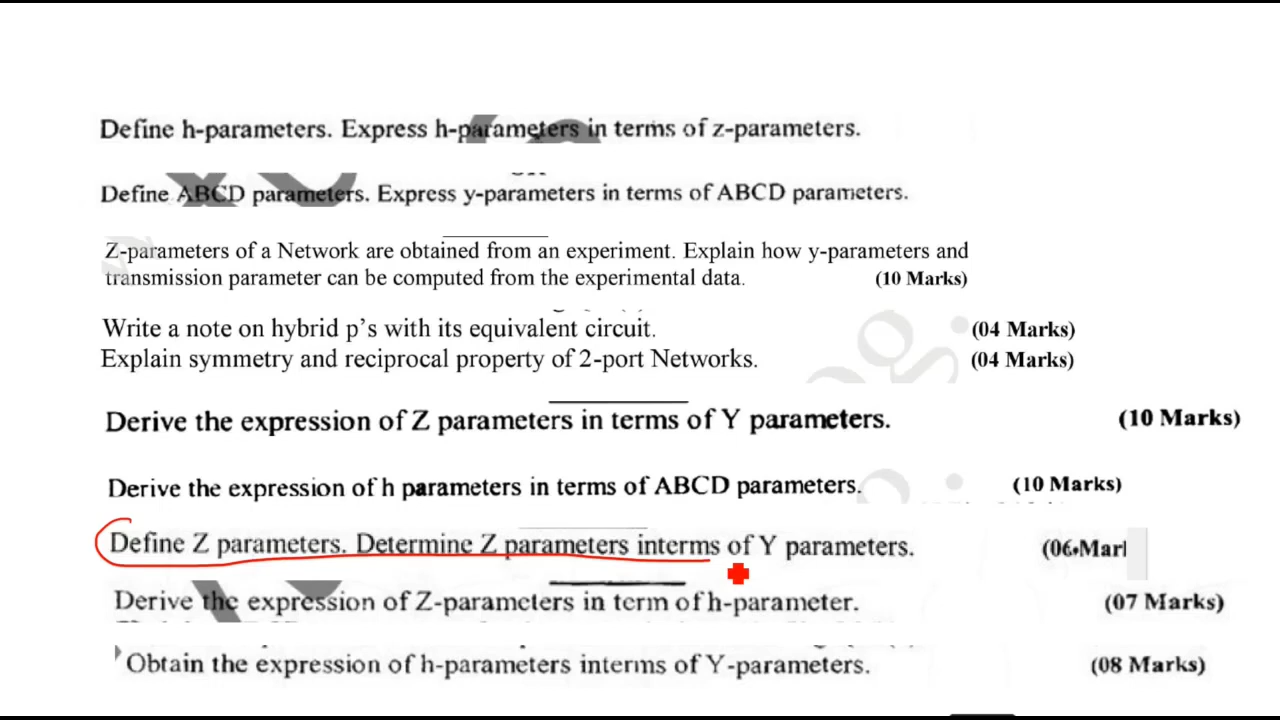 Define h-parameters. Express h-parameters in terms of z-parameters.
Define ABCD parameters. Express y-parameters in terms of ABCD parameters.
Z-parameters of a Network are obtained from an experiment. Explain how y-parameters and
transmission parameter can be computed from the experimental data. (10 Marks)
Write a note on hybrid p's with its equivalent circuit. (04 Marks)
Explain symmetry and reciprocal property of 2-port Networks. (04 Marks)
Derive the expression of Z parameters in terms of Y parameters. (10 Marks)
Derive the expression of h parameters in terms of ABCD parameters. (10 Marks)
Define Z parameters. Determine Z parameters interms of Y parameters. (06 Mar
Derive the expression of Z-parameters in term of h-parameter. (07 Marks)
Obtain the expression of h-parameters interms of Y-parameters. (08 Marks)